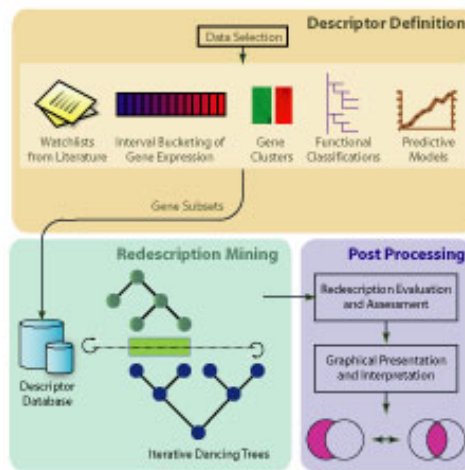 Descriptor Definition
Data Selection
Watchlists
from Literature
Interval Bucketing of
Gene Expression
Gene
Clusters
Functional
Classifications
Predictive
Models
Gene Subsets
Redescription Mining
Descriptor
Database
Iterative Dancing Trees
Post Processing
Redescription Evaluation
and Assessment
Graphical Presentation
and Interpretation